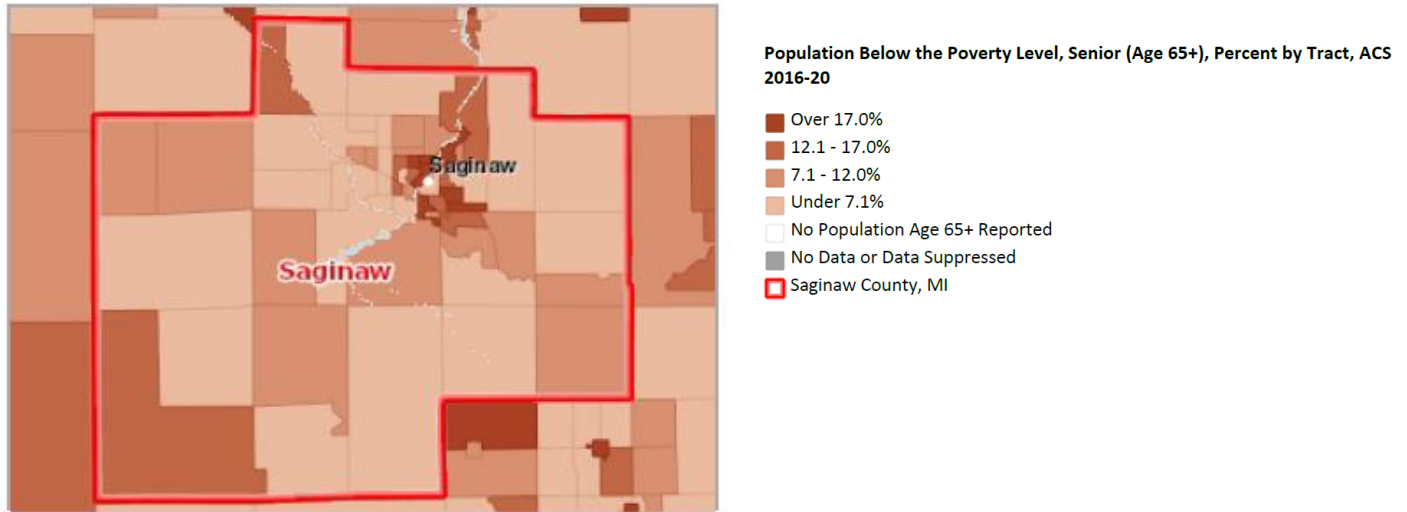 Saginaw
Saginaw
Population Below the Poverty Level, Senior (Age 65+), Percent by Tract, ACS
2016-20
Over 17.0%
12.1 - 17.0%
7.1 - 12.0%
Under 7.1%
No Population Age 65+ Reported
No Data or Data Suppressed
Saginaw County, MI